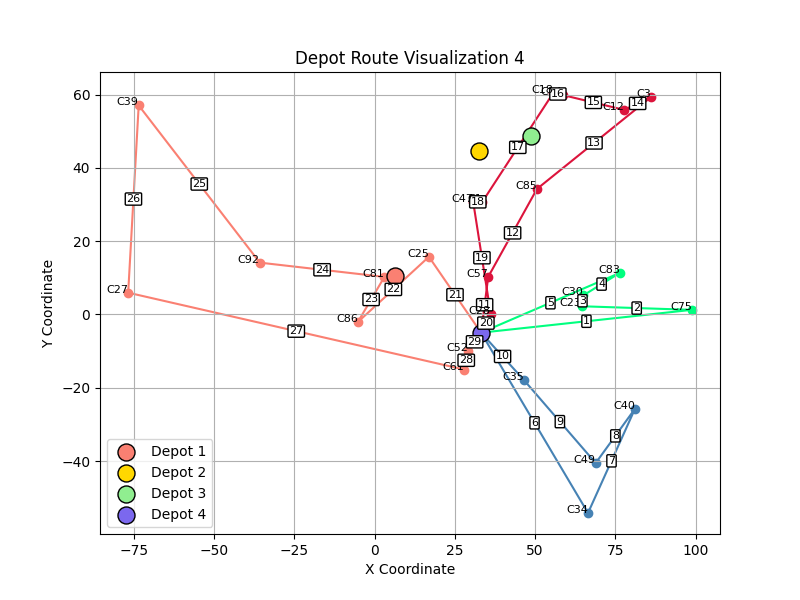 Depot Route Visualization 4
60
40
20
0
−20
−40
Y Coordinate
−75
−50
−25
0
25
50
75
100
X Coordinate
C39
C3
C12
14
15
16
13
17
C85
C25
C92
C81
C57
C83
C30
C23
C75
C27
C86
C52
C61
C35
C40
C49
C34
18
12
19
11
20
21
22
23
24
25
26
27
28
29
10
1
2
3
4
5
6
7
8
9
Depot 1
Depot 2
Depot 3
Depot 4